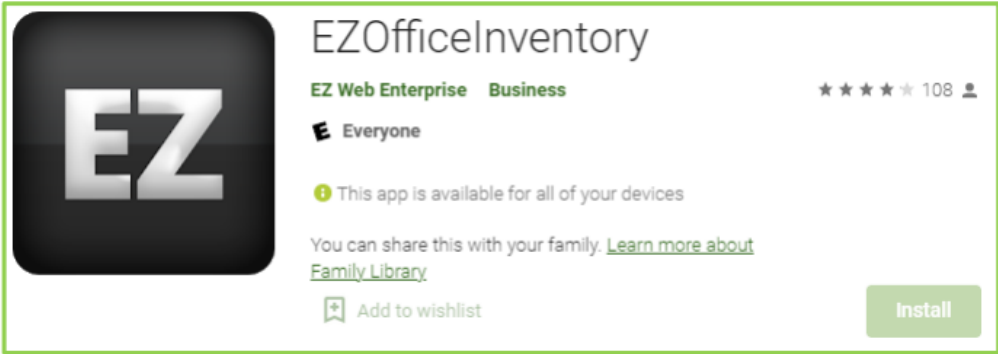 EZ
EZOfficeInventory
EZ Web Enterprise Business
108
E Everyone
This app is available for all of your devices
You can share this with your family. Learn more about
Family Library
Add to wishlist
Install